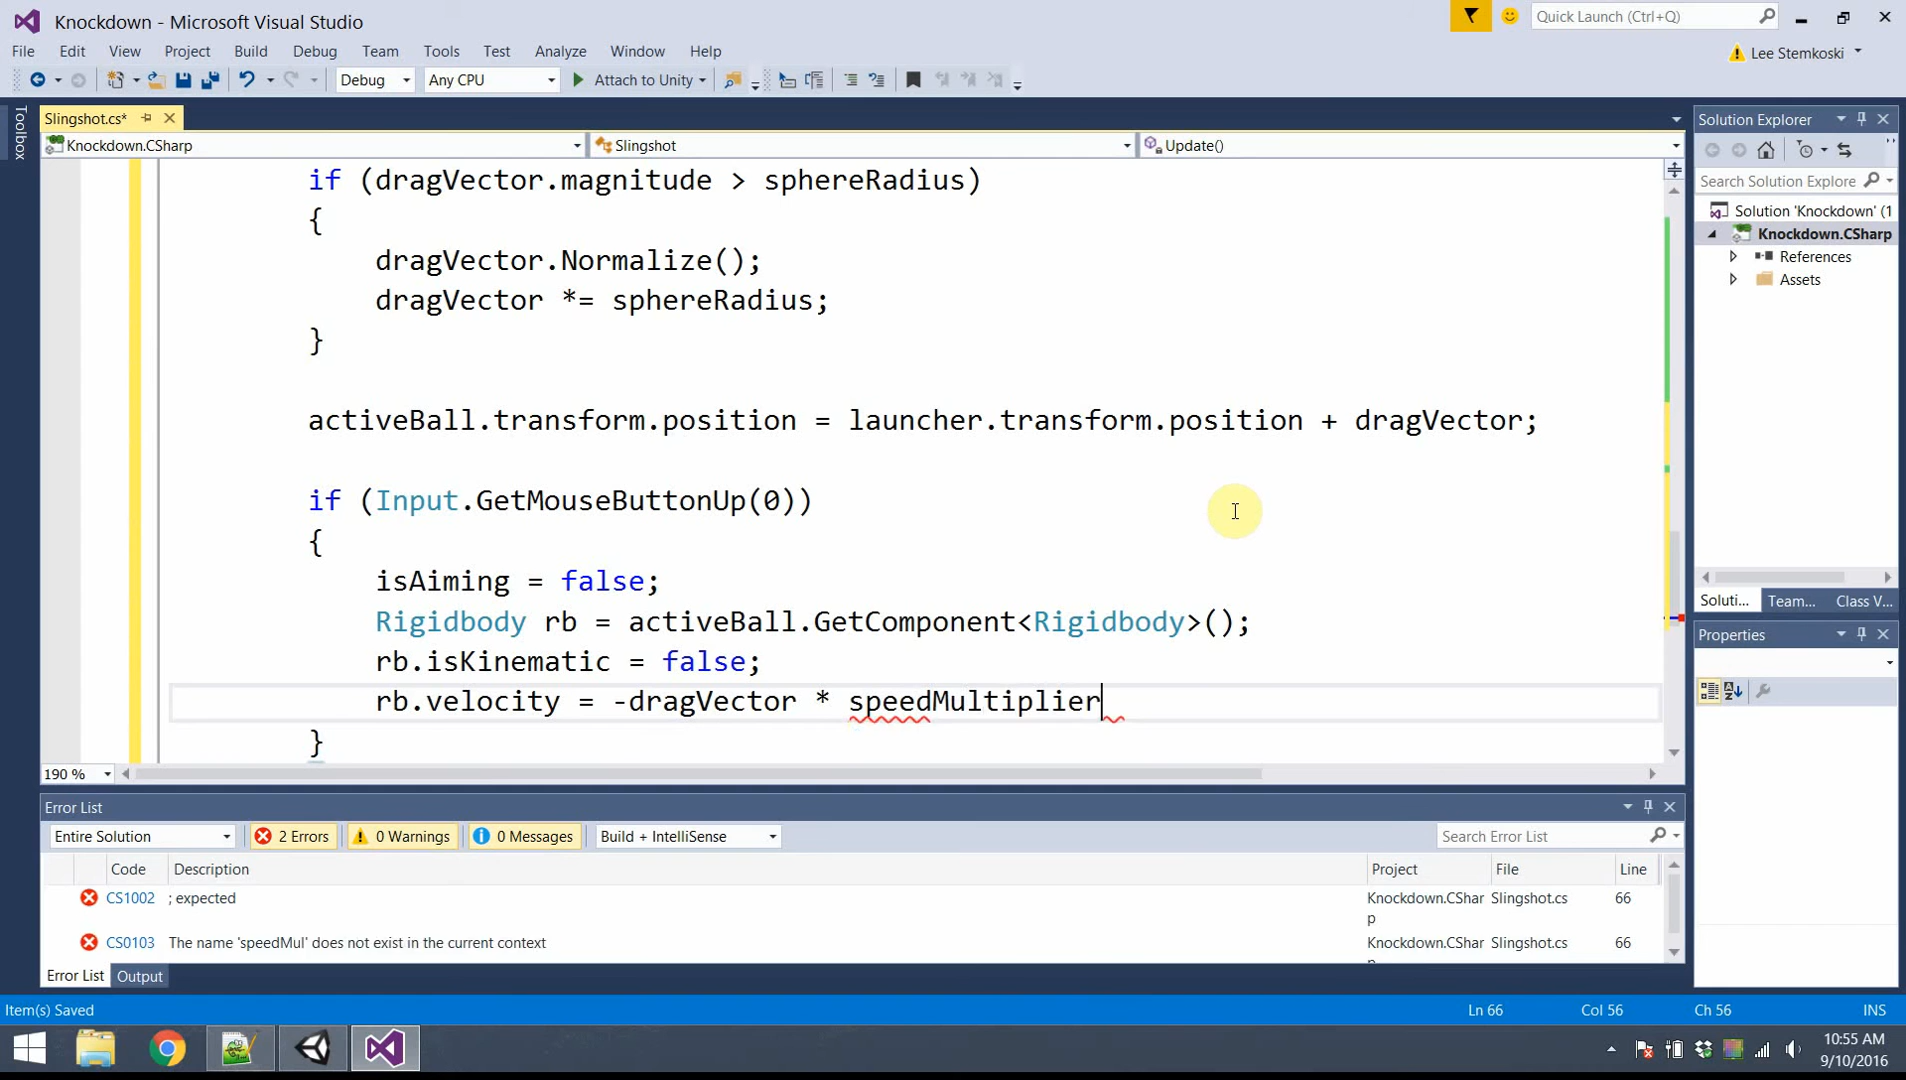 Knockdown - Microsoft Visual Studio
Quick Launch (Ctrl+Q)
File Edit View Project Build Debug Team Tools Test Analyze Window Help
Lee Stemkoski
Debug Any CPU Attach to Unity
Toolbox
Slingshot.cs*
Knockdown.CSharp Slingshot Update()
if (dragVector.magnitude > sphereRadius)
{
dragVector.Normalize();
dragVector *= sphereRadius;
}
activeBall.transform.position = launcher.transform.position + dragVector;
if (Input.GetMouseButtonUp(0))
{
isAiming = false;
Rigidbody rb = activeBall.GetComponent<Rigidbody>();
rb.isKinematic = false;
rb.velocity = -dragVector * speedMultiplier
}
190 %
Solution Explorer
Search Solution Explore
Solution 'Knockdown' (1
Knockdown.CSharp
References
Assets
Soluti... Team... Class V...
Properties
Error List
Entire Solution 2 Errors 0 Warnings 0 Messages Build + IntelliSense Search Error List
Code Description Project File Line
CS1002 ; expected Knockdown.CShar Slingshot.cs 66
p
CS0103 The name 'speedMul' does not exist in the current context Knockdown.CShar Slingshot.cs 66
Error List Output
Item(s) Saved Ln 66 Col 56 Ch 56 INS
10:55 AM
9/10/2016